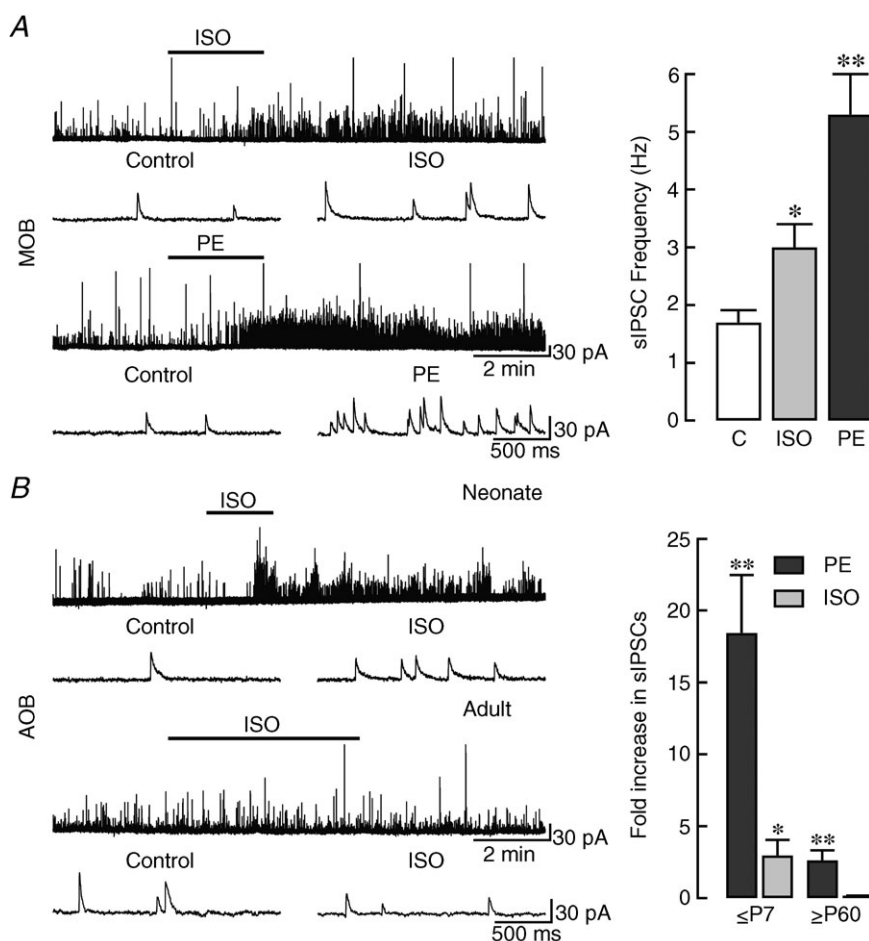 A
ISO
Control
ISO
MOB
PE
30 pA
2 min
Control
PE
30 pA
500 ms
sIPSC Frequency (Hz)
6
5
4
3
2
1
0
**
*
C
ISO
PE
B
Neonate
ISO
Control
ISO
AOB
Adult
ISO
30 pA
2 min
Control
ISO
30 pA
500 ms
Fold increase in sIPSCs
25
20
15
10
5
0
PE
ISO
**
*
**
≤P7
≥P60